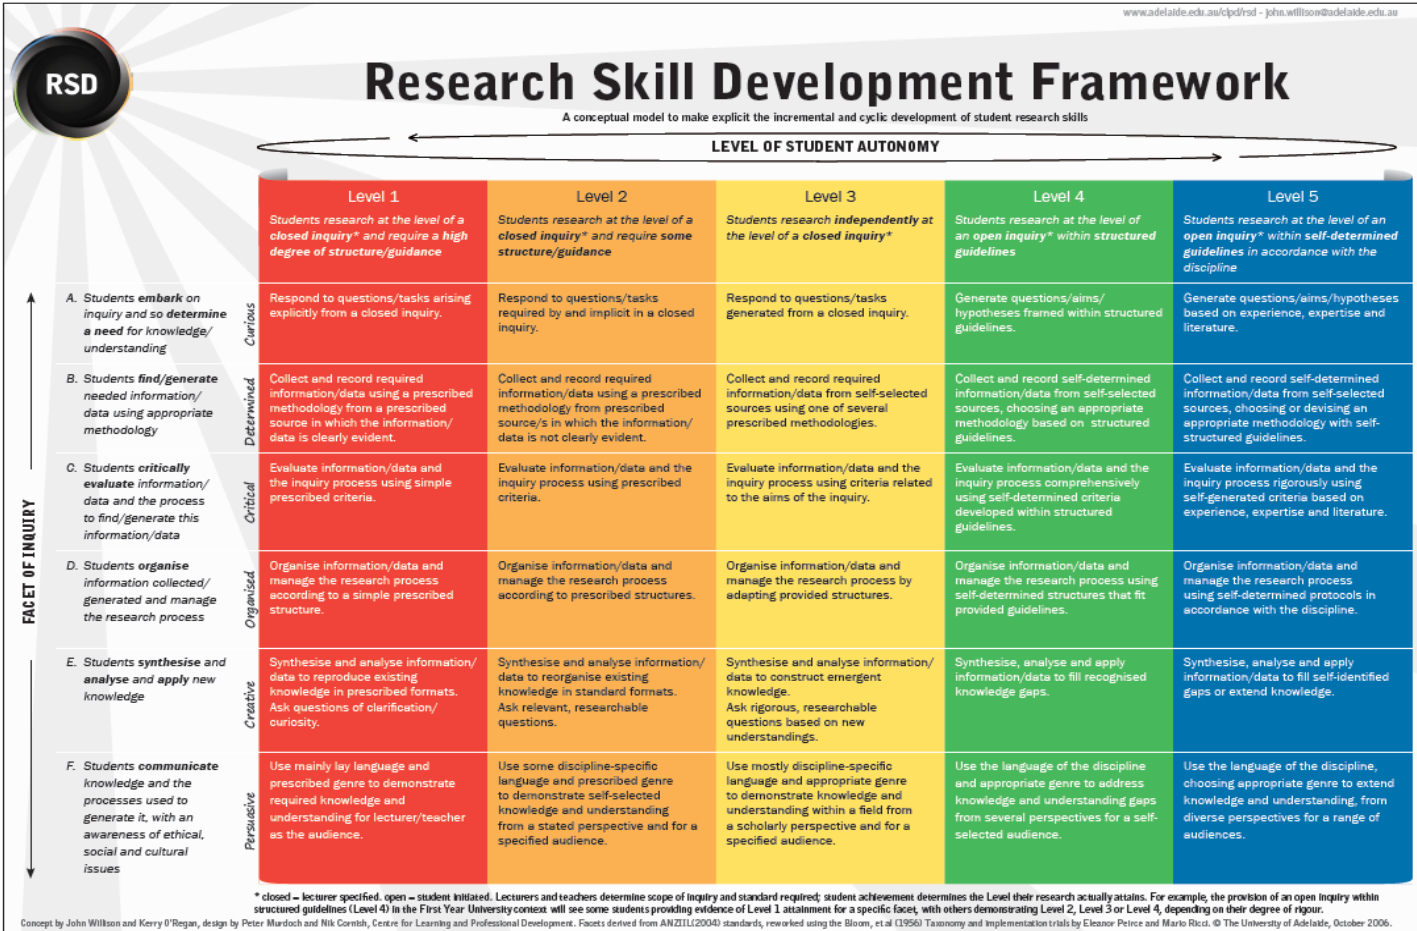 www.adelaide.edu.au/clpd/rsd - john.willison@adelaide.edu.au
RSD
Research Skill Development Framework
A conceptual model to make explicit the incremental and cyclic development of student research skills
LEVEL OF STUDENT AUTONOMY
Level 1
Students research at the level of a
closed inquiry* and require a high
degree of structure/guidance
Level 2
Students research at the level of a
closed inquiry* and require some
structure/guidance
Level 3
Students research independently at
the level of a closed inquiry*
Level 4
Students research at the level of
an open inquiry* within structured
guidelines
Level 5
Students research at the level of an
open inquiry* within self-determined
guidelines in accordance with the
discipline
FACET OF INQUIRY
A. Students embark on
inquiry and so determine
a need for knowledge/
understanding
Curious
Respond to questions/tasks arising
explicitly from a closed inquiry.
Respond to questions/tasks
required by and implicit in a closed
inquiry.
Respond to questions/tasks
generated from a closed inquiry.
Generate questions/aims/
hypotheses framed within structured
guidelines.
Generate questions/aims/hypotheses
based on experience, expertise and
literature.
B. Students find/generate
needed information/
data using appropriate
methodology
Determined
Collect and record required
information/data using a prescribed
methodology from a prescribed
source in which the information/
data is clearly evident.
Collect and record required
information/data using a prescribed
methodology from prescribed
source/s in which the information/
data is not clearly evident.
Collect and record required
information/data from self-selected
sources using one of several
prescribed methodologies.
Collect and record self-determined
information/data from self-selected
sources, choosing an appropriate
methodology based on structured
guidelines.
Collect and record self-determined
information/data from self-selected
sources, choosing or devising an
appropriate methodology with self-
structured guidelines.
C. Students critically
evaluate information/
data and the process
to find/generate this
information/data
Critical
Evaluate information/data and
the inquiry process using simple
prescribed criteria.
Evaluate information/data and the
inquiry process using prescribed
criteria.
Evaluate information/data and the
inquiry process using criteria related
to the aims of the inquiry.
Evaluate information/data and the
inquiry process comprehensively
using self-determined criteria
developed within structured
guidelines.
Evaluate information/data and the
inquiry process rigorously using
self-generated criteria based on
experience, expertise and literature.
D. Students organise
information collected/
generated and manage
the research process
Organised
Organise information/data and
manage the research process
according to a simple prescribed
structure.
Organise information/data and
manage the research process
according to prescribed structures.
Organise information/data and
manage the research process by
adapting provided structures.
Organise information/data and
manage the research process using
self-determined structures that fit
provided guidelines.
Organise information/data and
manage the research process
using self-determined protocols in
accordance with the discipline.
E. Students synthesise and
analyse and apply new
knowledge
Creative
Synthesise and analyse information/
data to reproduce existing
knowledge in prescribed formats.
Ask questions of clarification/
curiosity.
Synthesise and analyse information/
data to reorganise existing
knowledge in standard formats.
Ask relevant, researchable
questions.
Synthesise and analyse information/
data to construct emergent
knowledge.
Ask rigorous, researchable
questions based on new
understandings.
Synthesise, analyse and apply
information/data to fill recognised
knowledge gaps.
Synthesise, analyse and apply
information/data to fill self-identified
gaps or extend knowledge.
F. Students communicate
knowledge and the
processes used to
generate it, with an
awareness of ethical,
social and cultural
issues
Persuasive
Use mainly lay language and
prescribed genre to demonstrate
required knowledge and
understanding for lecturer/teacher
as the audience.
Use some discipline-specific
language and prescribed genre
to demonstrate self-selected
knowledge and understanding
from a stated perspective and for a
specified audience.
Use mostly discipline-specific
language and appropriate genre
to demonstrate knowledge and
understanding within a field from
a scholarly perspective and for a
specified audience.
Use the language of the discipline
and appropriate genre to address
knowledge and understanding gaps
from several perspectives for a self-
selected audience.
Use the language of the discipline,
choosing appropriate genre to extend
knowledge and understanding, from
diverse perspectives for a range of
audiences.
* closed = lecturer specified. open = student initiated. Lecturers and teachers determine scope of inquiry and standard required; student achievement determines the Level their research actually attains. For example, the provision of an open inquiry within
structured guidelines (Level 4) in the First Year University context will see some students providing evidence of Level 1 attainment for a specific facet, with others demonstrating Level 2, Level 3 or Level 4, depending on their degree of rigour.
Concept by John Willison and Kerry O'Regan, design by Peter Murdoch and Nik Cornish, Centre for Learning and Professional Development. Facets derived from ANZIIL(2004) standards, reworked using the Bloom, et al (1956) Taxonomy and implementation trials by Eleanor Peirce and Mario Ricci. © The University of Adelaide, October 2006.